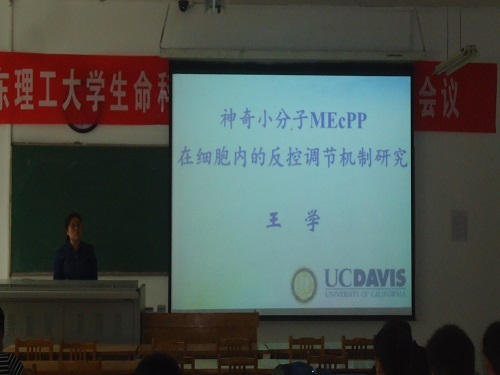 东理工大学生命科
会议
神奇小分子MEcPP
在细胞内的反控调节机制研究
王 学
UCDAVIS
UNIVERSITY OF CALIFORNIA